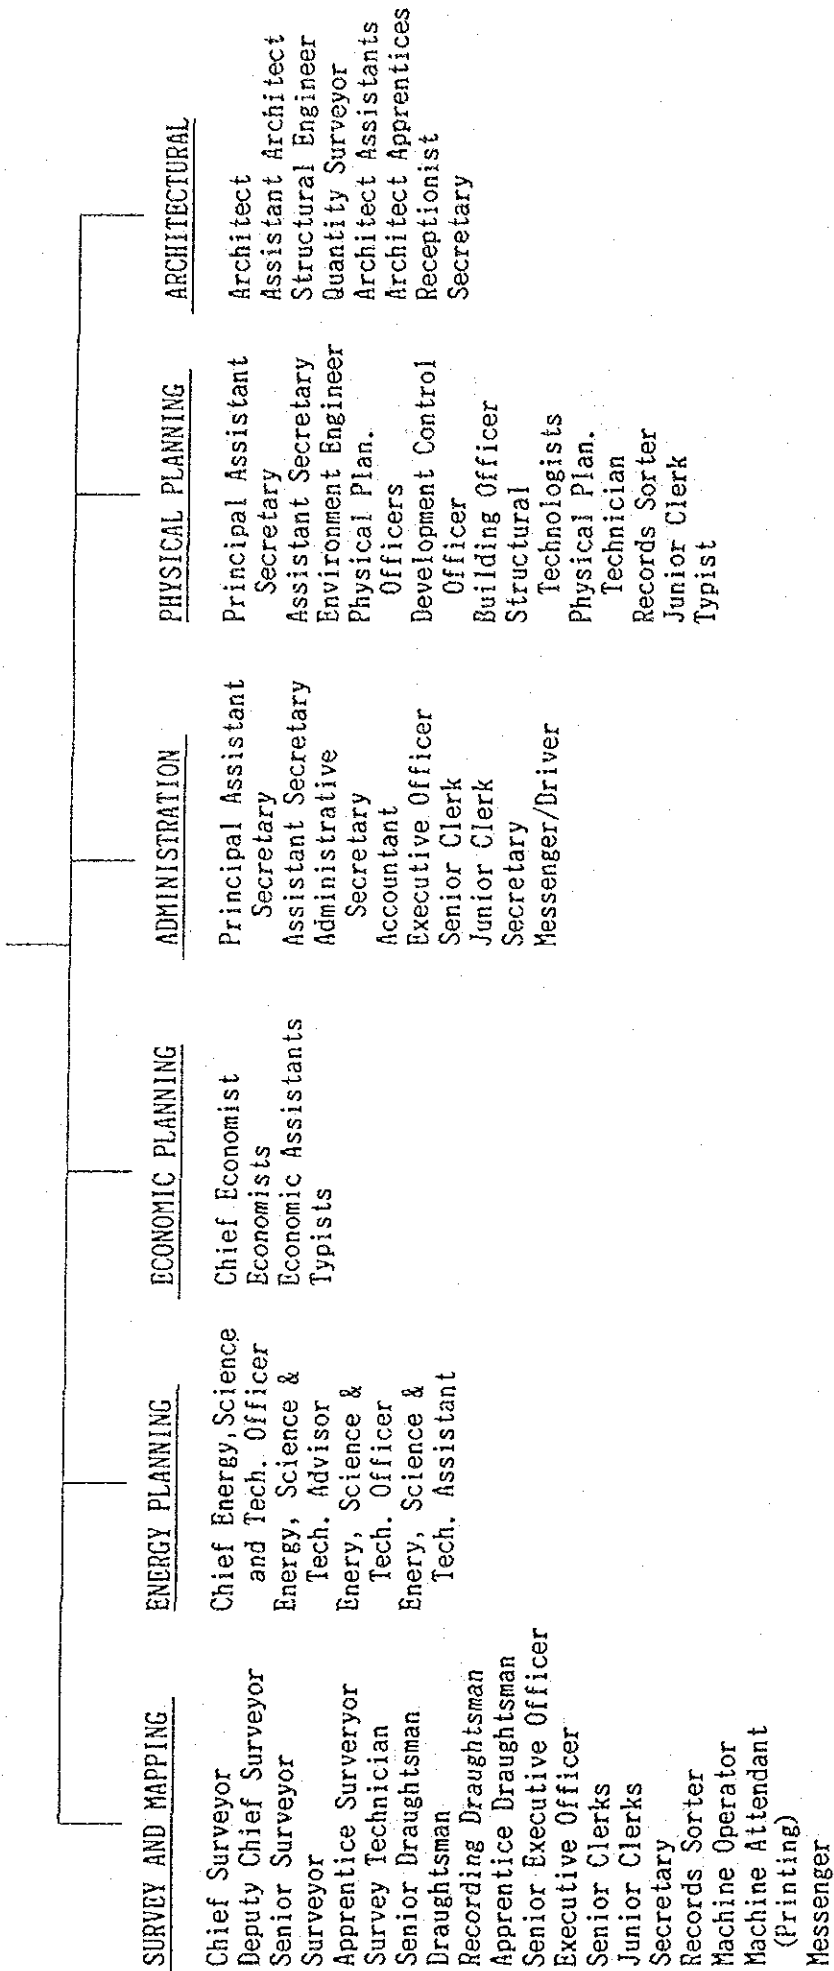 SURVEY AND MAPPING
Chief Surveyor
Deputy Chief Surveyor
Senior Surveyor
Surveyor
Apprentice Surveryor
Survey Technician
Senior Draughtsman
Draughtsman
Recording Draughtsman
Apprentice Draughtsman
Senior Executive Officer
Executive Officer
Senior Clerks
Junior Clerks
Secretary
Records Sorter
Machine Operator
Machine Attendant
(Printing)
Messenger
ENERGY PLANNING
Chief Energy, Science
and Tech. Officer
Energy, Science &
Tech. Advisor
Enery, Science &
Tech. Officer
Enery, Science &
Tech. Assistant
ECONOMIC PLANNING
Chief Economist
Economists
Economic Assistants
Typists
ADMINISTRATION
Principal Assistant
Secretary
Assistant Secretary
Administrative
Secretary
Accountant
Executive Officer
Senior Clerk
Junior Clerk
Secretary
Messenger/Driver
PHYSICAL PLANNING
Principal Assistant
Secretary
Assistant Secretary
Environment Engineer
Physical Plan.
Officers
Development Control
Officer
Building Officer
Structural
Technologists
Physical Plan.
Technician
Records Sorter
Junior Clerk
Typist
ARCHITECTURAL
Architect
Assistant Architect
Structural Engineer
Quantity Surveyor
Architect Assistants
Architect Apprentices
Receptionist
Secretary